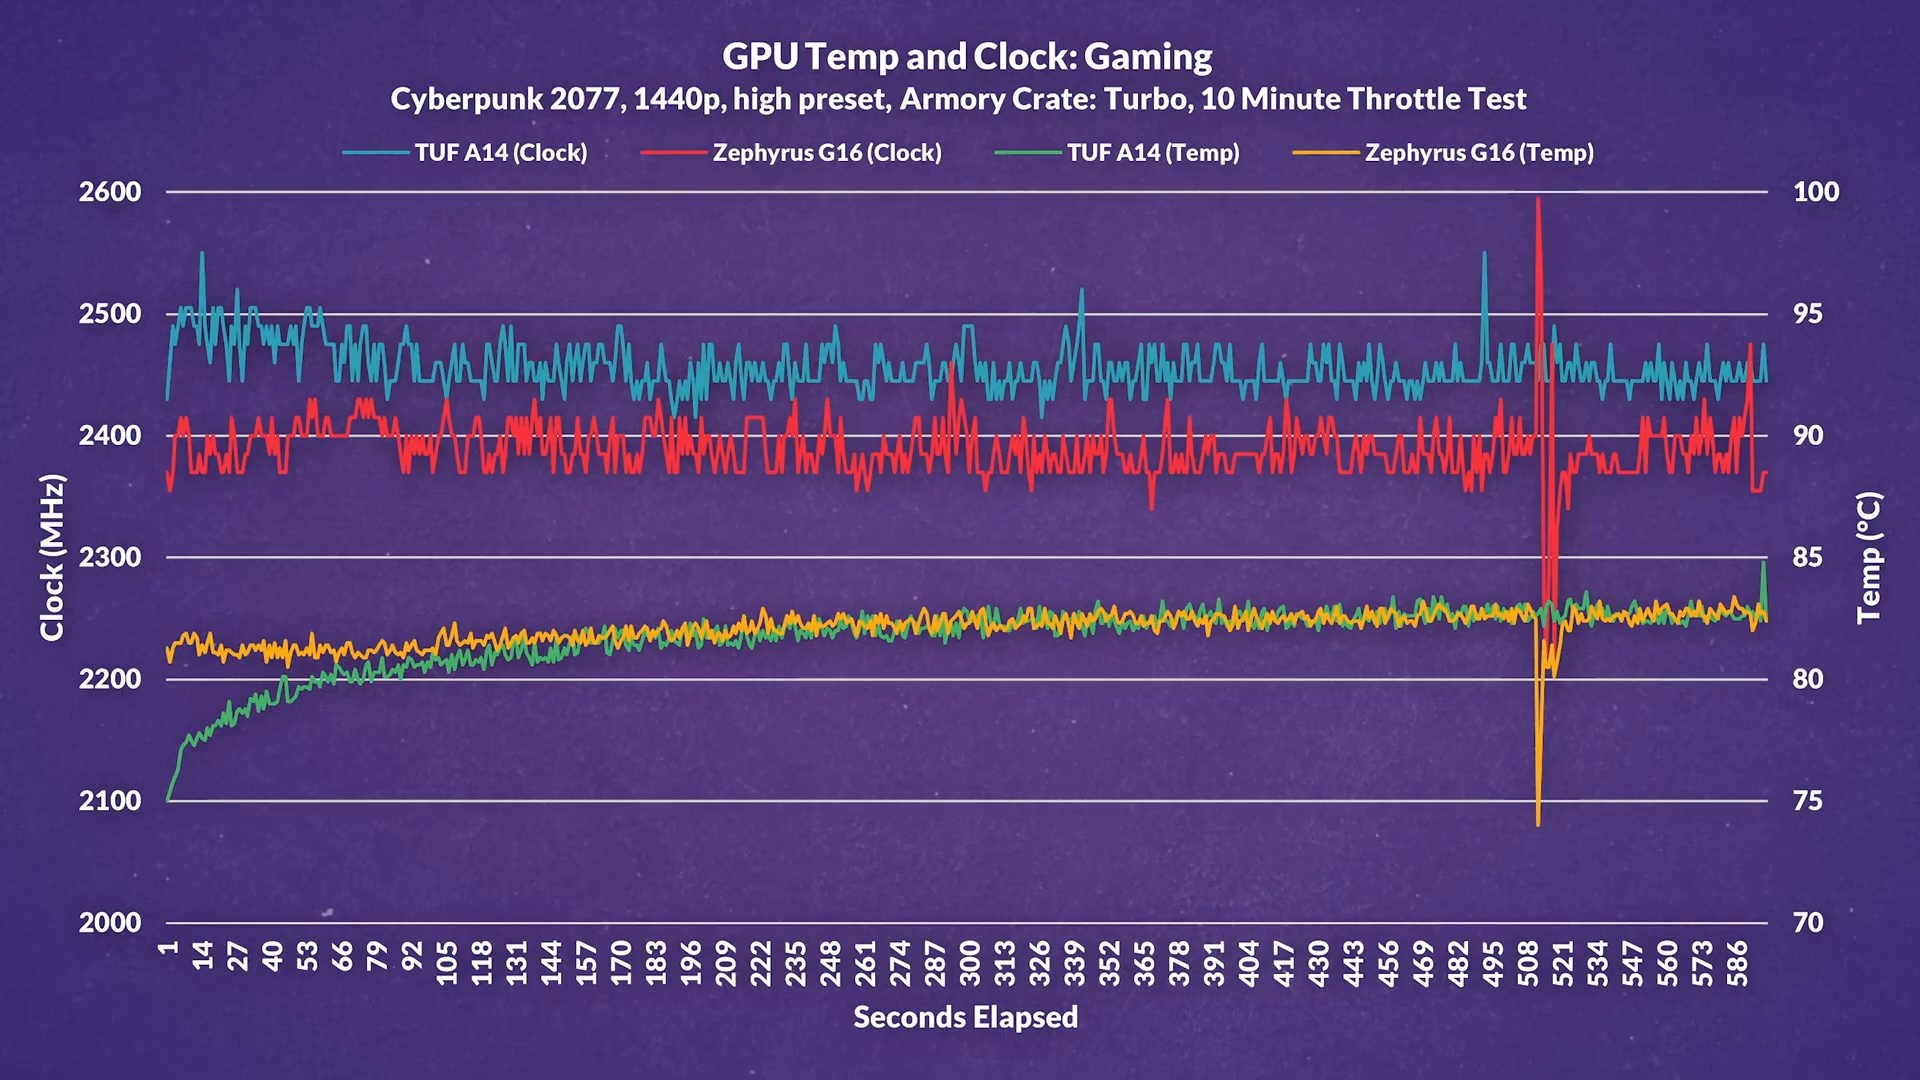 GPU Temp and Clock: Gaming
Cyberpunk 2077, 1440p, high preset, Armory Crate: Turbo, 10 Minute Throttle Test
TUF A14 (Clock) Zephyrus G16 (Clock) TUF A14 (Temp) Zephyrus G16 (Temp)
2600 100
2500 95
2400 90
2300 85
2200 80
2100 75
2000 70
Clock (MHz)
Temp (°C)
1 14 27 40 53 66 79 92 105 118 131 144 157 170 183 196 209 222 235 248 261 274 287 300 313 326 339 352 365 378 391 404 417 430 443 456 469 482 495 508 521 534 547 560 573 586
Seconds Elapsed